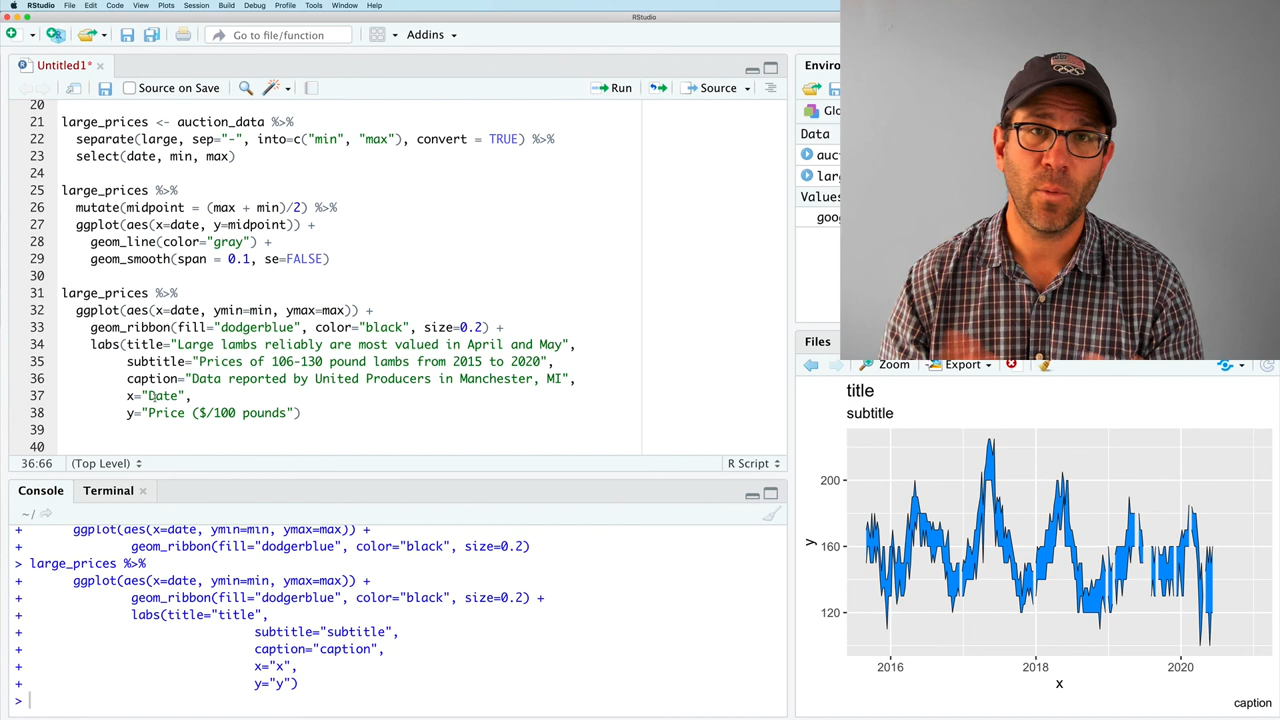 RStudio File Edit Code View Plots Session Build Debug Profile Tools Window Help
RStudio
Go to file/function Addins
Untitled1*
Source on Save Run Source
20
21 large_prices <- auction_data %>%
22 separate(large, sep="-", into=c("min", "max"), convert = TRUE) %>%
23 select(date, min, max)
24
25 large_prices %>%
26 mutate(midpoint = (max + min)/2) %>%
27 ggplot(aes(x=date, y=midpoint)) +
28 geom_line(color="gray") +
29 geom_smooth(span = 0.1, se=FALSE)
30
31 large_prices %>%
32 ggplot(aes(x=date, ymin=min, ymax=max)) +
33 geom_ribbon(fill="dodgerblue", color="black", size=0.2) +
34 labs(title="Large lambs reliably are most valued in April and May",
35 subtitle="Prices of 106-130 pound lambs from 2015 to 2020",
36 caption="Data reported by United Producers in Manchester, MI",
37 x="Date",
38 y="Price ($/100 pounds")
39
40
36:66 (Top Level) R Script
Console Terminal
~/
+ ggplot(aes(x=date, ymin=min, ymax=max)) +
+ geom_ribbon(fill="dodgerblue", color="black", size=0.2)
> large_prices %>%
+ ggplot(aes(x=date, ymin=min, ymax=max)) +
+ geom_ribbon(fill="dodgerblue", color="black", size=0.2) +
+ labs(title="title",
+ subtitle="subtitle",
+ caption="caption",
+ x="x",
+ y="y")
>
Enviro
Glo
Data
auc
larg
Values
goog
Files
Zoom Export
title
subtitle
200
160
120
y
2016 2018 2020
x
caption